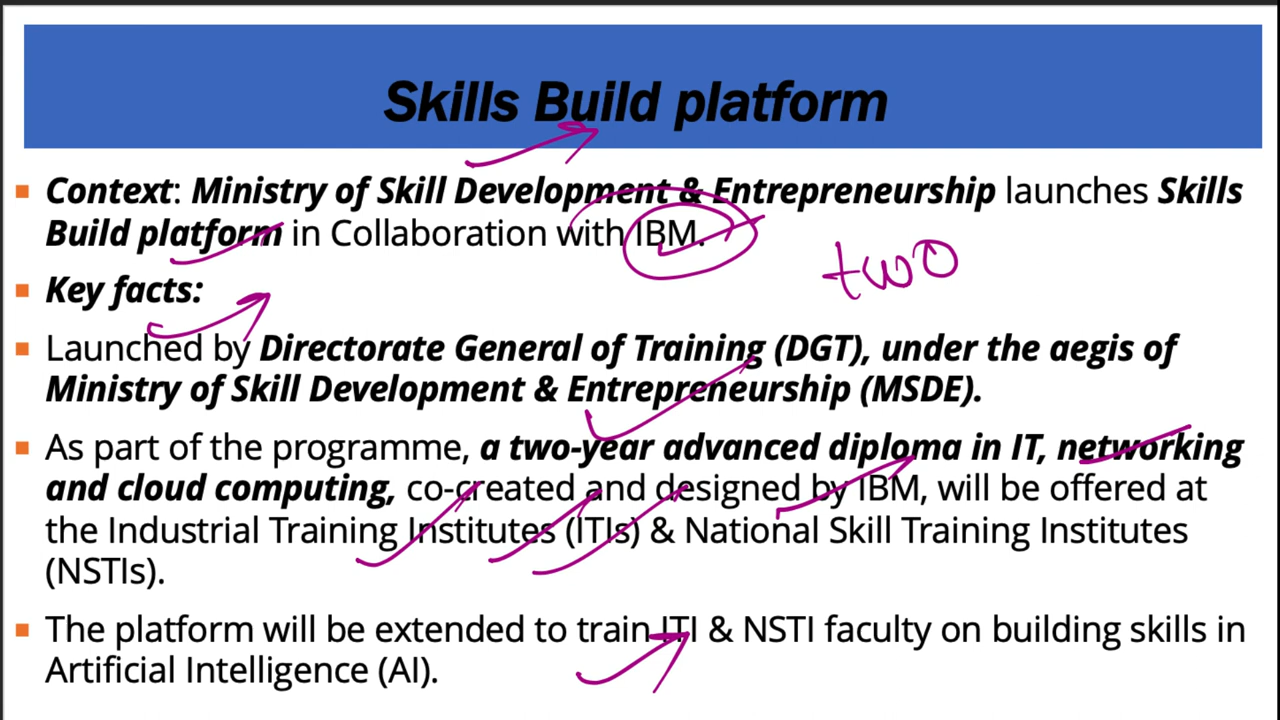 Skills Build platform
▪ Context: Ministry of Skill Development & Entrepreneurship launches Skills
Build platform in Collaboration with IBM.
two
▪ Key facts:
▪ Launched by Directorate General of Training (DGT), under the aegis of
Ministry of Skill Development & Entrepreneurship (MSDE).
▪ As part of the programme, a two-year advanced diploma in IT, networking
and cloud computing, co-created and designed by IBM, will be offered at
the Industrial Training Institutes (ITIs) & National Skill Training Institutes
(NSTIs).
▪ The platform will be extended to train ITI & NSTI faculty on building skills in
Artificial Intelligence (AI).